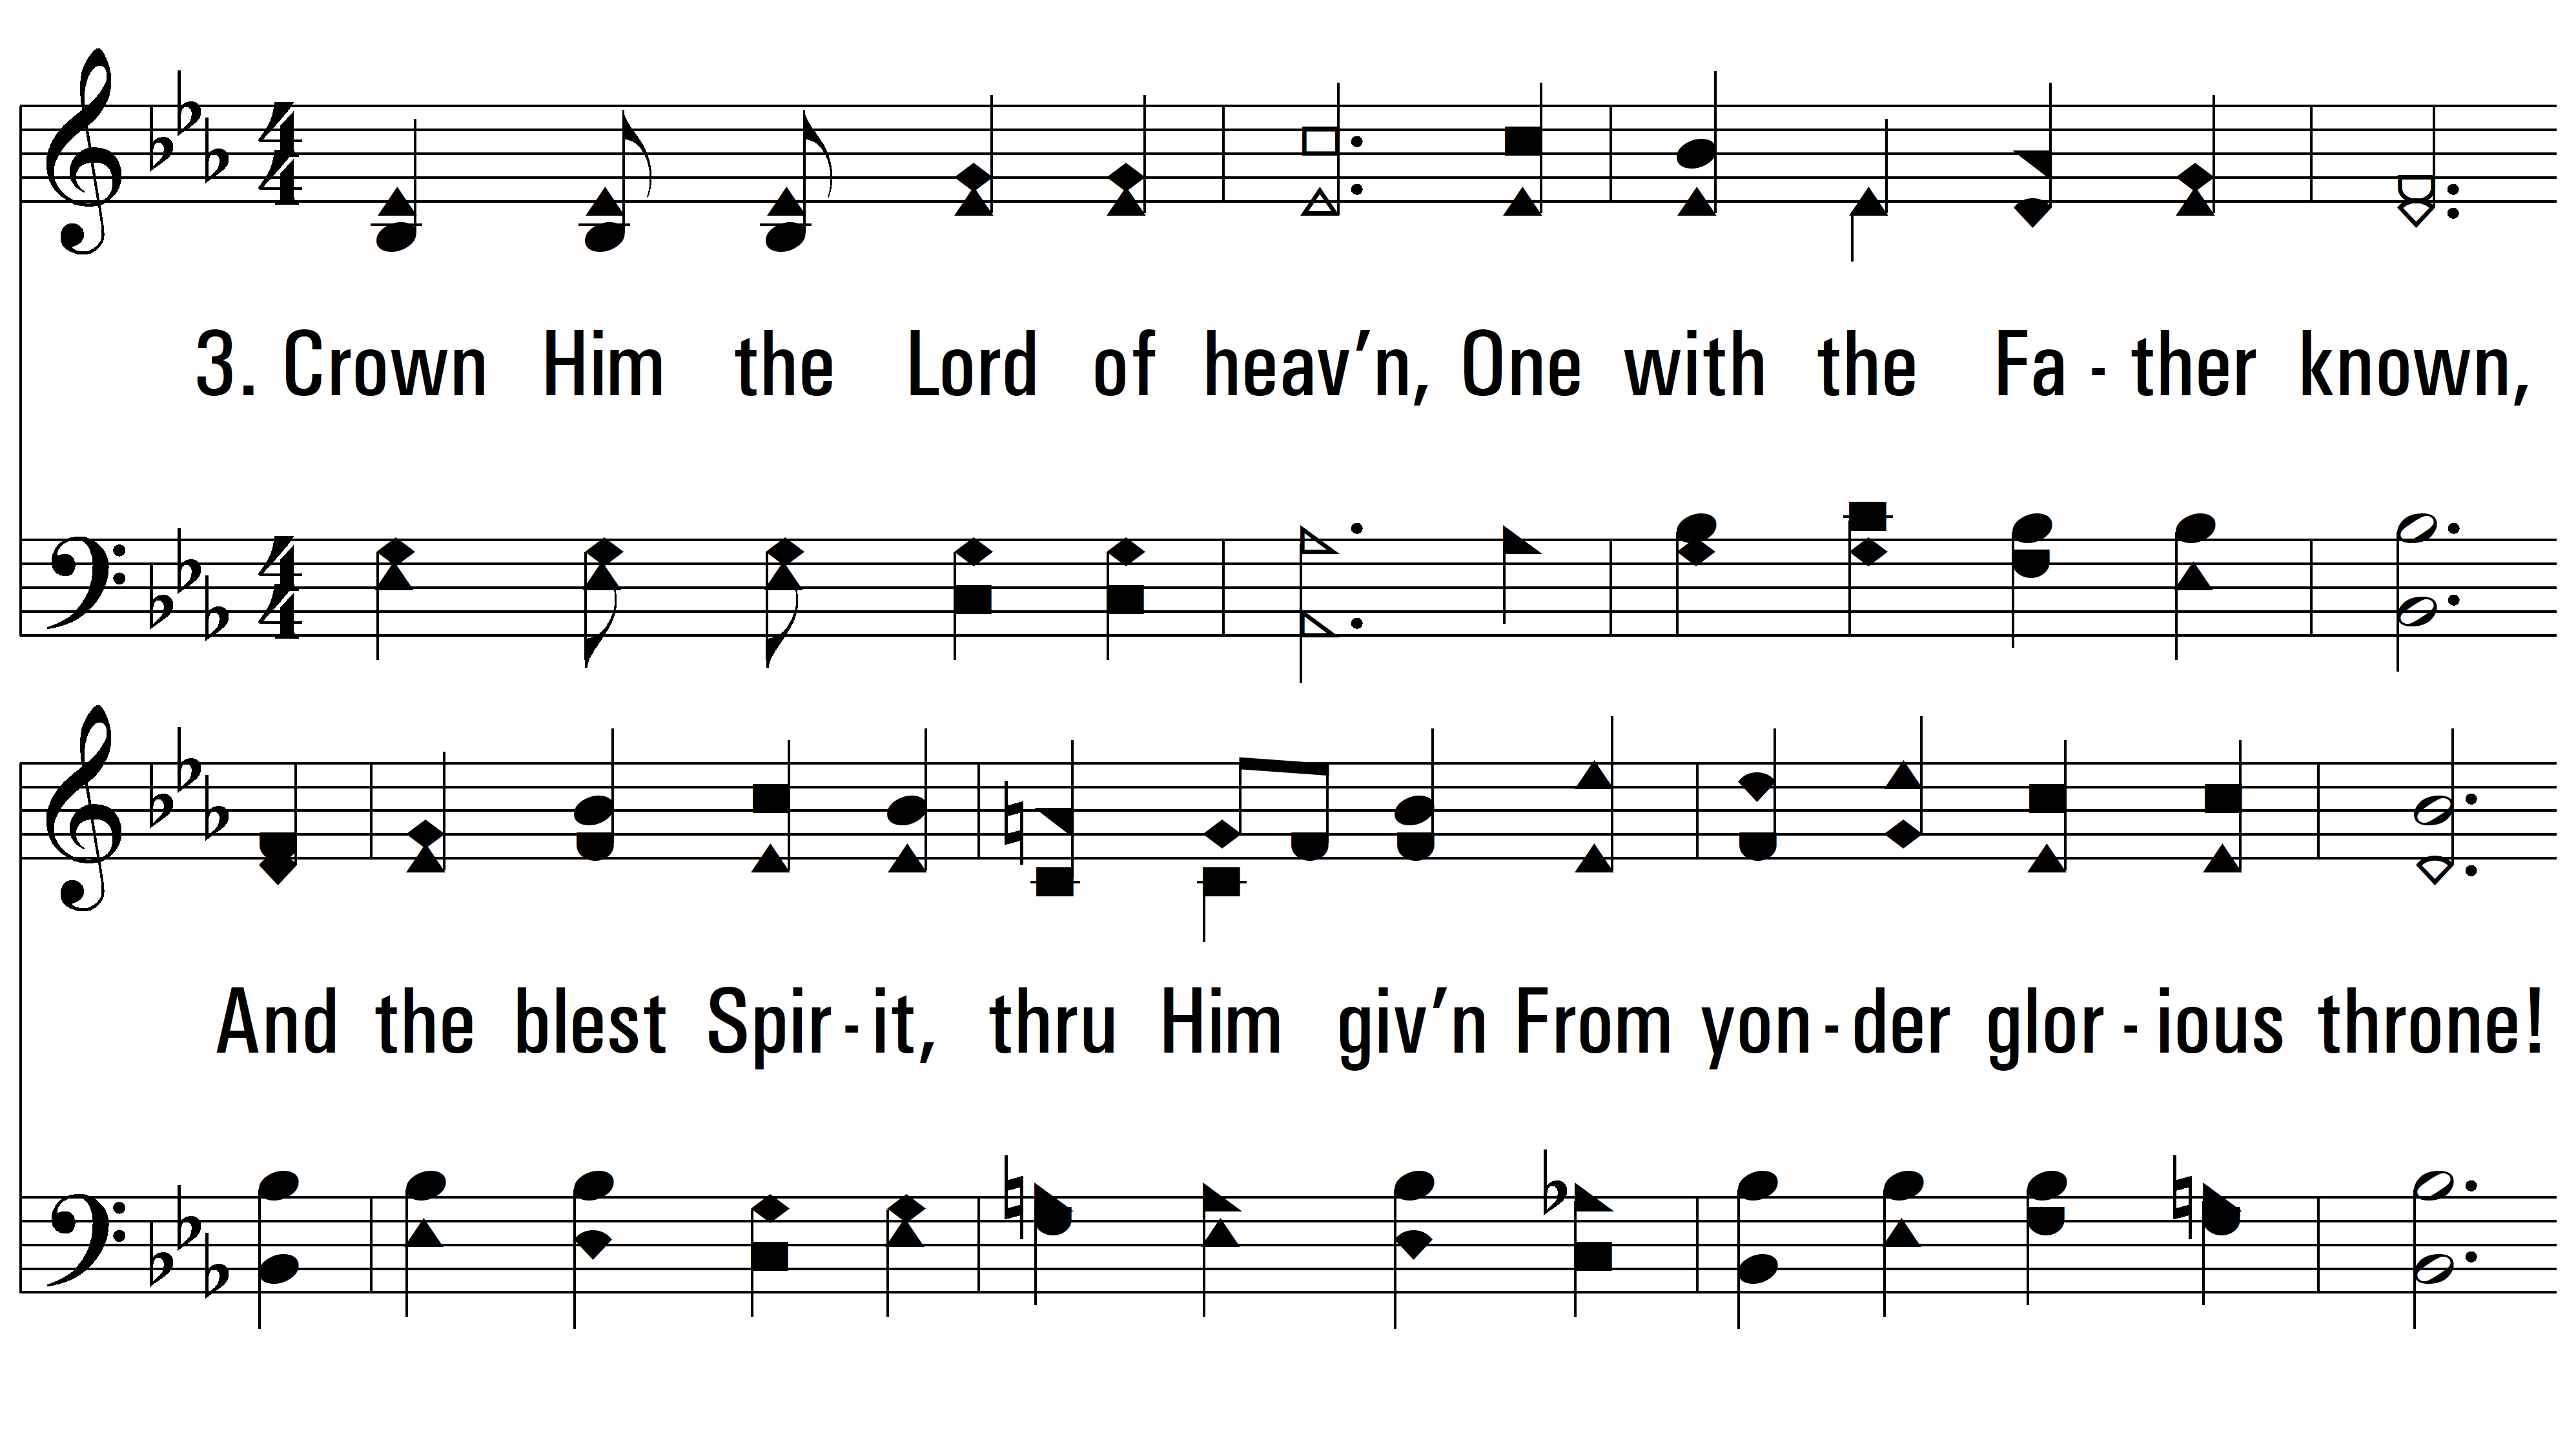 3. Crown Him the Lord of heav’n, One with the Fa - ther known,
And the blest Spir - it, thru Him giv’n From yon - der glor - ious throne!